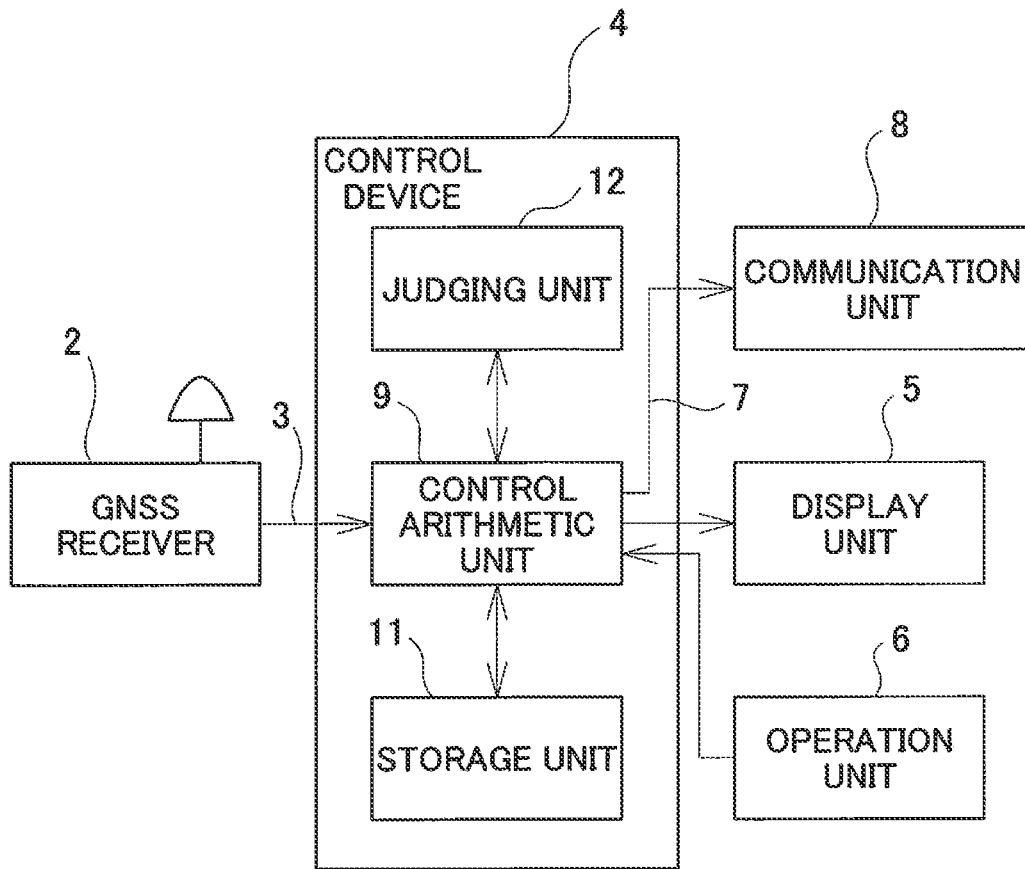 4
CONTROL
DEVICE
12
8
JUDGING UNIT
COMMUNICATION
UNIT
2
3
9
7
5
GNSS
RECEIVER
CONTROL
ARITHMETIC
UNIT
DISPLAY
UNIT
11
6
STORAGE UNIT
OPERATION
UNIT